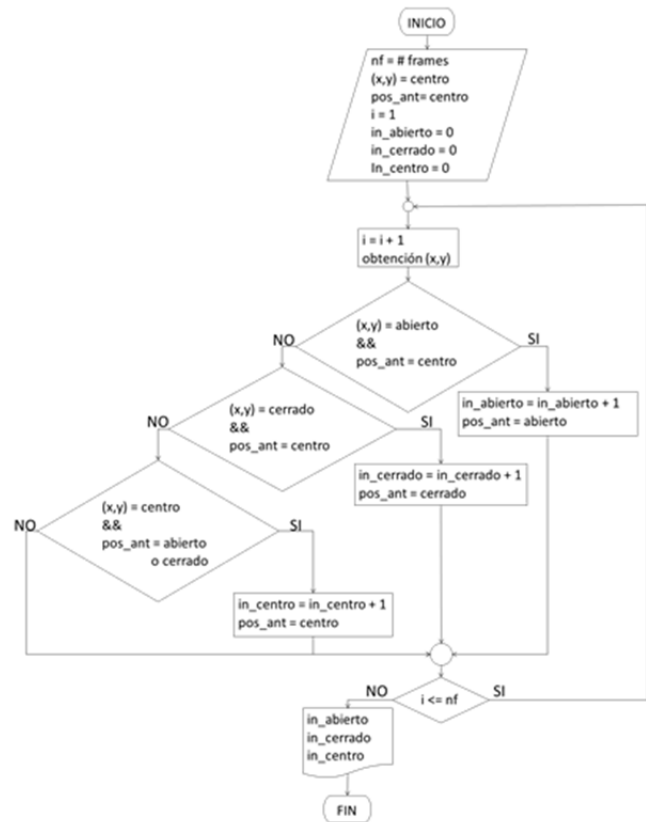 INICIO
nf = # frames
(x,y) = centro
pos_ant= centro
i = 1
in_abierto = 0
in_cerrado = 0
In_centro = 0
i = i + 1
obtención (x,y)
(x,y) = abierto
&&
pos_ant = centro
NO
SI
in_abierto = in_abierto + 1
pos_ant = abierto
(x,y) = cerrado
&&
pos_ant = centro
NO
SI
in_cerrado = in_cerrado + 1
pos_ant = cerrado
(x,y) = centro
&&
pos_ant = abierto
o cerrado
NO
SI
in_centro = in_centro + 1
pos_ant = centro
i <= nf
NO
SI
in_abierto
in_cerrado
in_centro
FIN